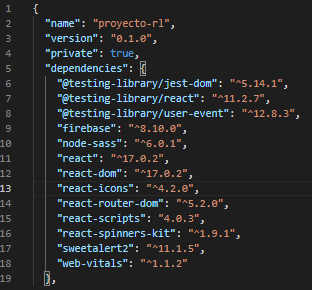 1 {
2 "name": "proyecto-rl",
3 "version": "0.1.0",
4 "private": true,
5 "dependencies": {
6 "@testing-library/jest-dom": "^5.14.1",
7 "@testing-library/react": "^11.2.7",
8 "@testing-library/user-event": "^12.8.3",
9 "firebase": "^8.10.0",
10 "node-sass": "^6.0.1",
11 "react": "^17.0.2",
12 "react-dom": "^17.0.2",
13 "react-icons": "^4.2.0",
14 "react-router-dom": "^5.2.0",
15 "react-scripts": "4.0.3",
16 "react-spinners-kit": "^1.9.1",
17 "sweetalert2": "^11.1.5",
18 "web-vitals": "^1.1.2"
19 },